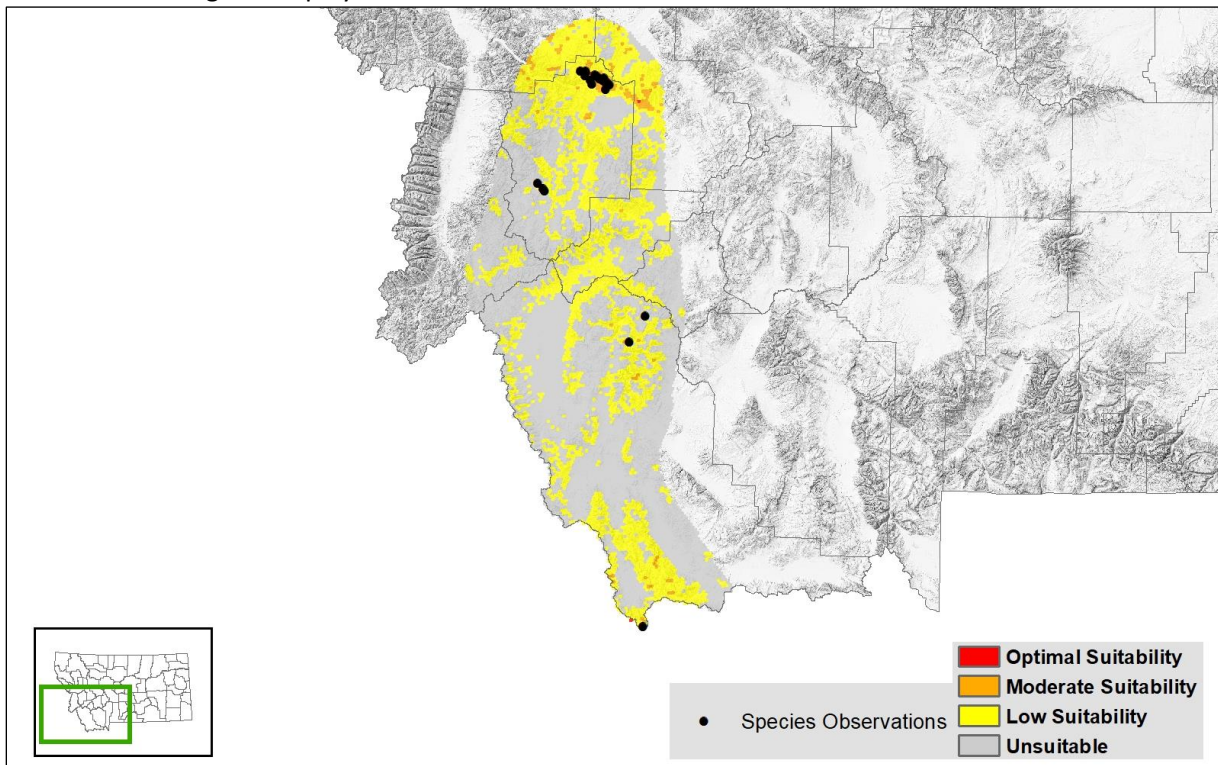 Species Observations
Optimal Suitability
Moderate Suitability
Low Suitability
Unsuitable